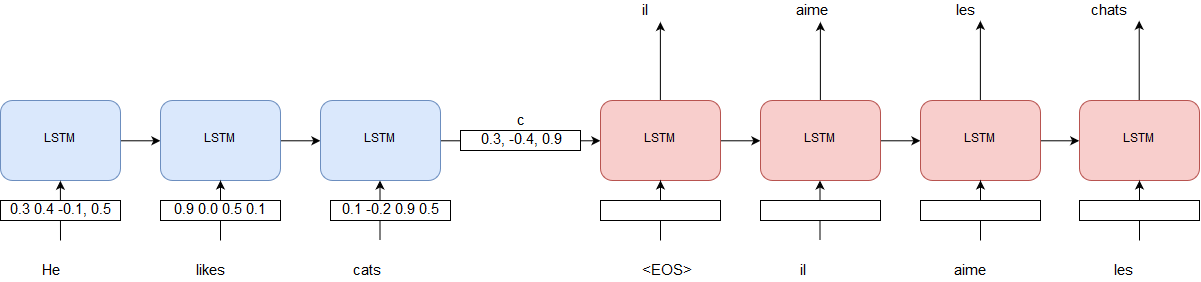 il aime les chats
c
LSTM LSTM LSTM LSTM LSTM LSTM LSTM
0.3, -0.4, 0.9
0.3 0.4 -0.1, 0.5 0.9 0.0 0.5 0.1 0.1 -0.2 0.9 0.5
He likes cats <EOS> il aime les